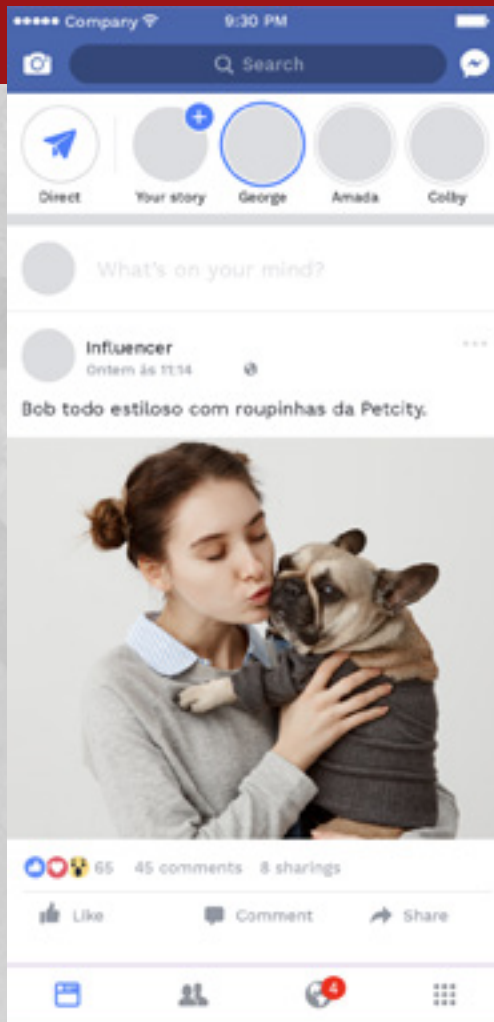 Company
9:30 PM
Search
Direct
Your story
George
Amada
Colby
What's on your mind?
Influencer
Ontem ás 11:14
Bob todo estiloso com roupinhas da Petcity.
65 45 comments 8 sharings
Like
Comment
Share
4